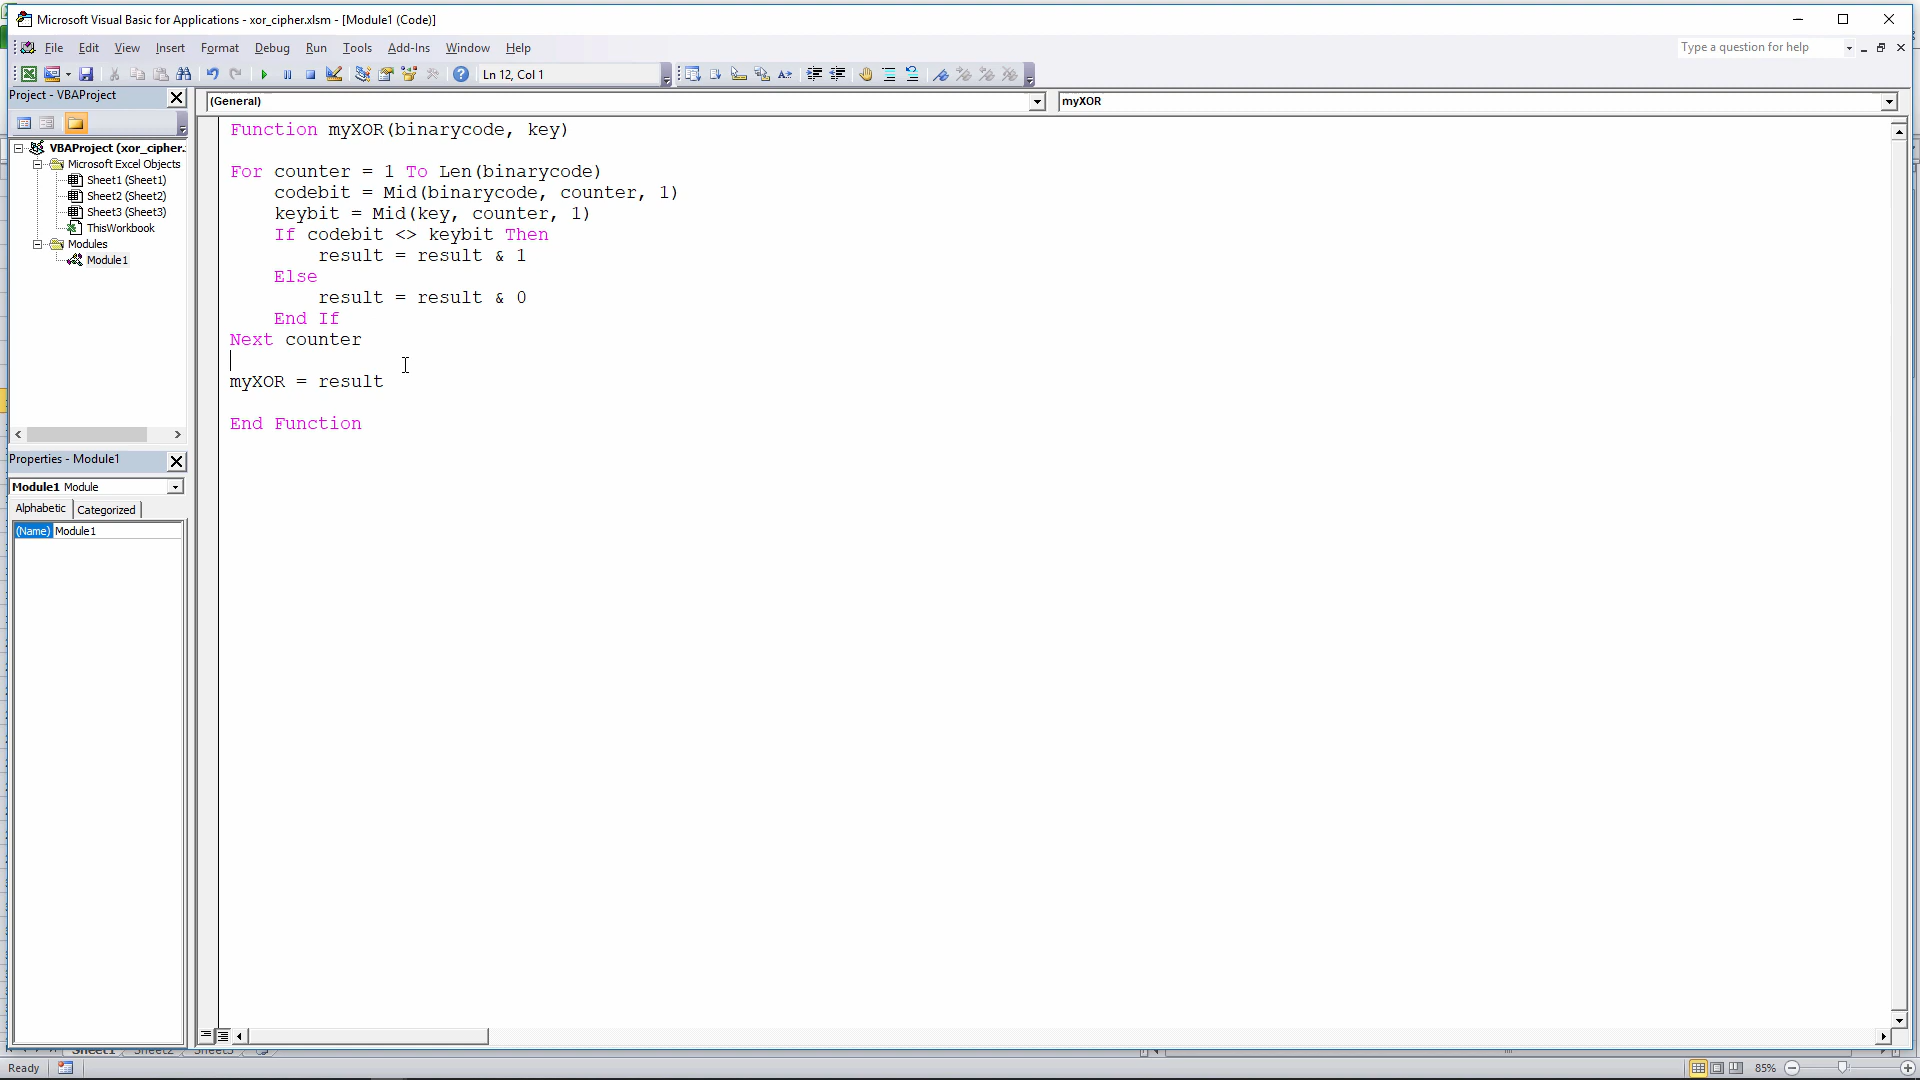 Microsoft Visual Basic for Applications - xor_cipher.xlsm - [Module1 (Code)]
File Edit View Insert Format Debug Run Tools Add-Ins Window Help
Type a question for help
Ln 12, Col 1
Project - VBAProject
(General)
myXOR
VBAProject (xor_cipher.
Microsoft Excel Objects
Sheet1 (Sheet1)
Sheet2 (Sheet2)
Sheet3 (Sheet3)
ThisWorkbook
Modules
Module1
Function myXOR(binarycode, key)
For counter = 1 To Len(binarycode)
codebit = Mid(binarycode, counter, 1)
keybit = Mid(key, counter, 1)
If codebit <> keybit Then
result = result & 1
Else
result = result & 0
End If
Next counter
myXOR = result
End Function
Properties - Module1
Module1 Module
Alphabetic Categorized
(Name) Module1
Sheet1 Sheet2 Sheet3
Ready
85%